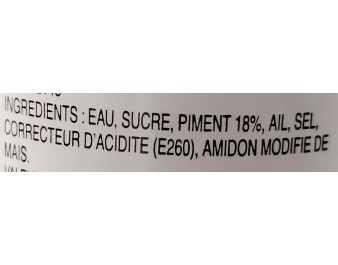 INGREDIENTS : EAU, SUCRE, PIMENT 18%, AIL, SEL,
CORRECTEUR D'ACIDITE (E260), AMIDON MODIFIE DE
MAIS.